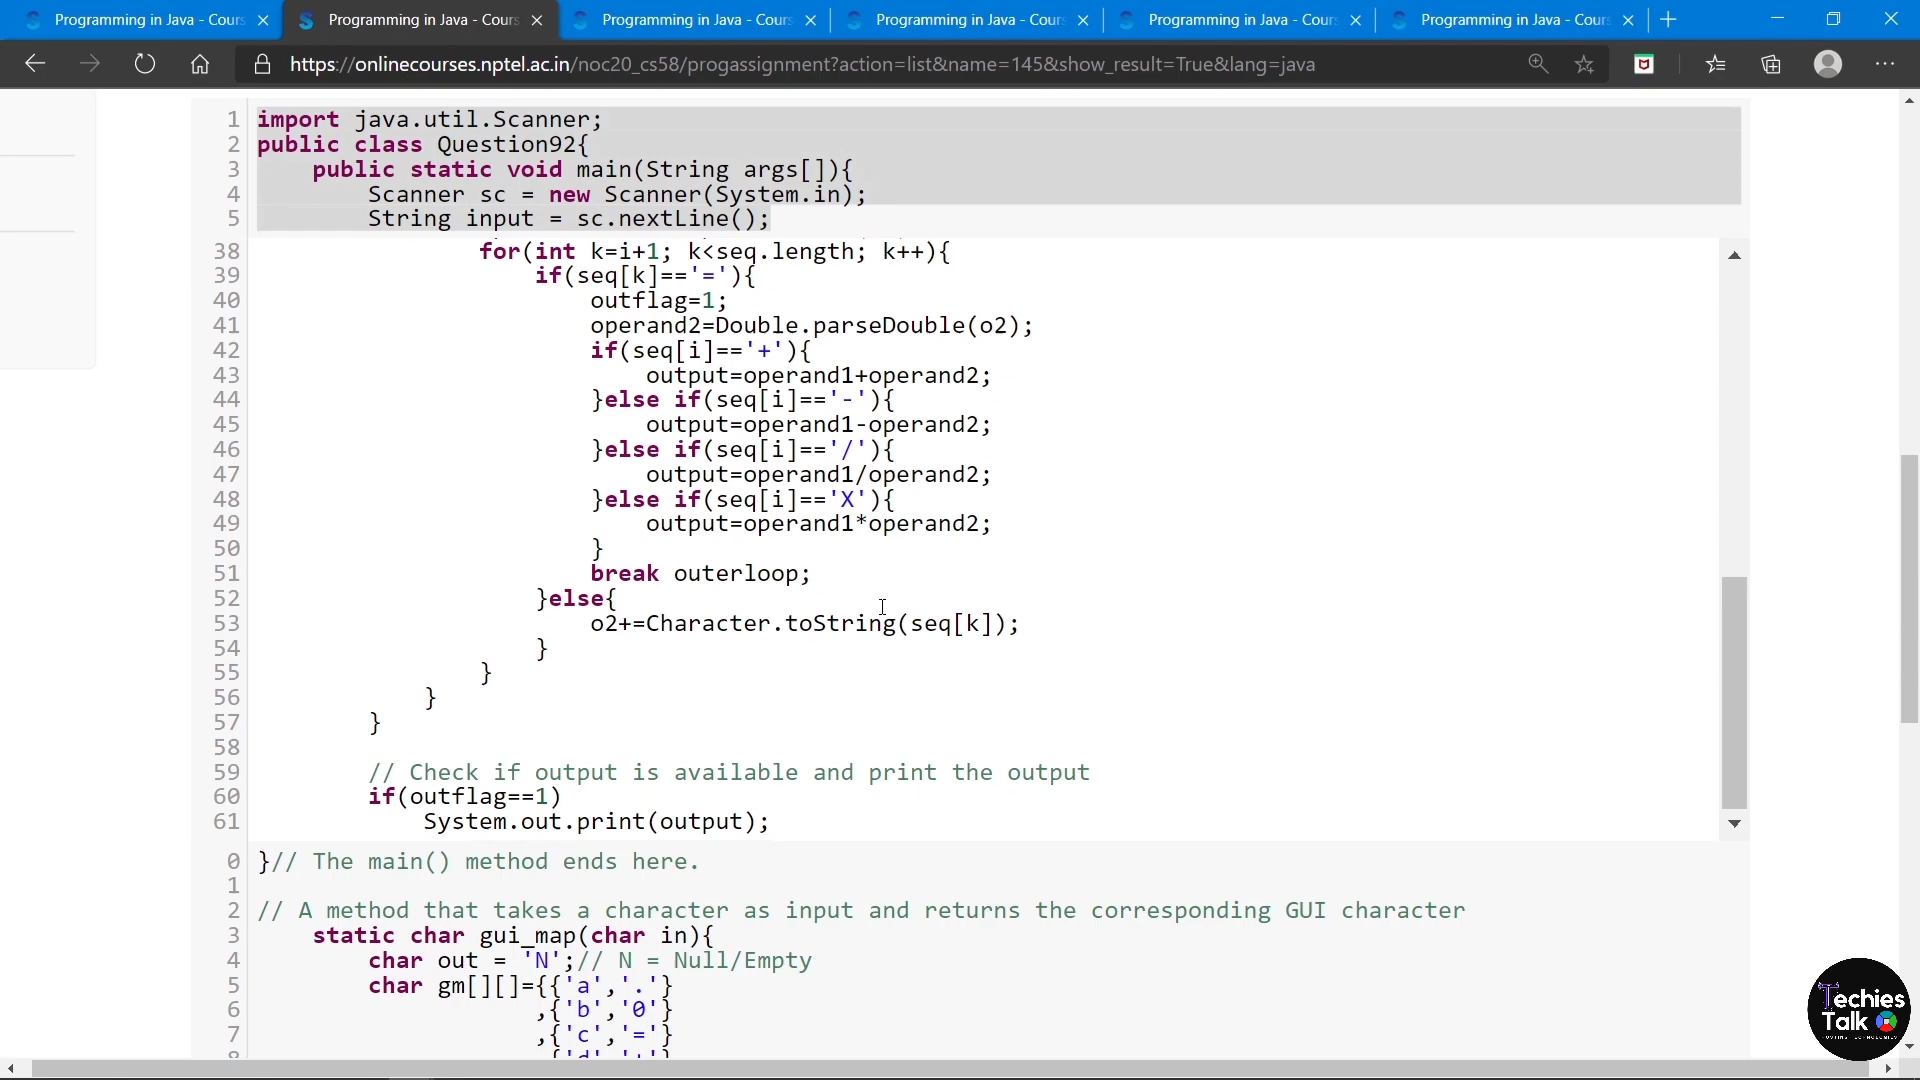 Programming in Java - Cours
Programming in Java - Cours
Programming in Java - Cours
Programming in Java - Cours
Programming in Java - Cours
Programming in Java - Cours
https://onlinecourses.nptel.ac.in/noc20_cs58/progassignment?action=list&name=145&show_result=True&lang=java
1 import java.util.Scanner;
2 public class Question92{
3 public static void main(String args[]){
4 Scanner sc = new Scanner(System.in);
5 String input = sc.nextLine();
38 for(int k=i+1; k<seq.length; k++){
39 if(seq[k]=='='){
40 outflag=1;
41 operand2=Double.parseDouble(o2);
42 if(seq[i]=='+'){
43 output=operand1+operand2;
44 }else if(seq[i]=='-'){
45 output=operand1-operand2;
46 }else if(seq[i]=='/'){
47 output=operand1/operand2;
48 }else if(seq[i]=='X'){
49 output=operand1*operand2;
50 }
51 break outerloop;
52 }else{
53 o2+=Character.toString(seq[k]);
54 }
55 }
56 }
57 }
58
59 // Check if output is available and print the output
60 if(outflag==1)
61 System.out.print(output);
0 }// The main() method ends here.
1
2 // A method that takes a character as input and returns the corresponding GUI character
3 static char gui_map(char in){
4 char out = 'N';// N = Null/Empty
5 char gm[][]={{'a','.'}
6 ,{'b','0'}
7 ,{'c','='}
8 ,{'d','+'}
Techies
Talk